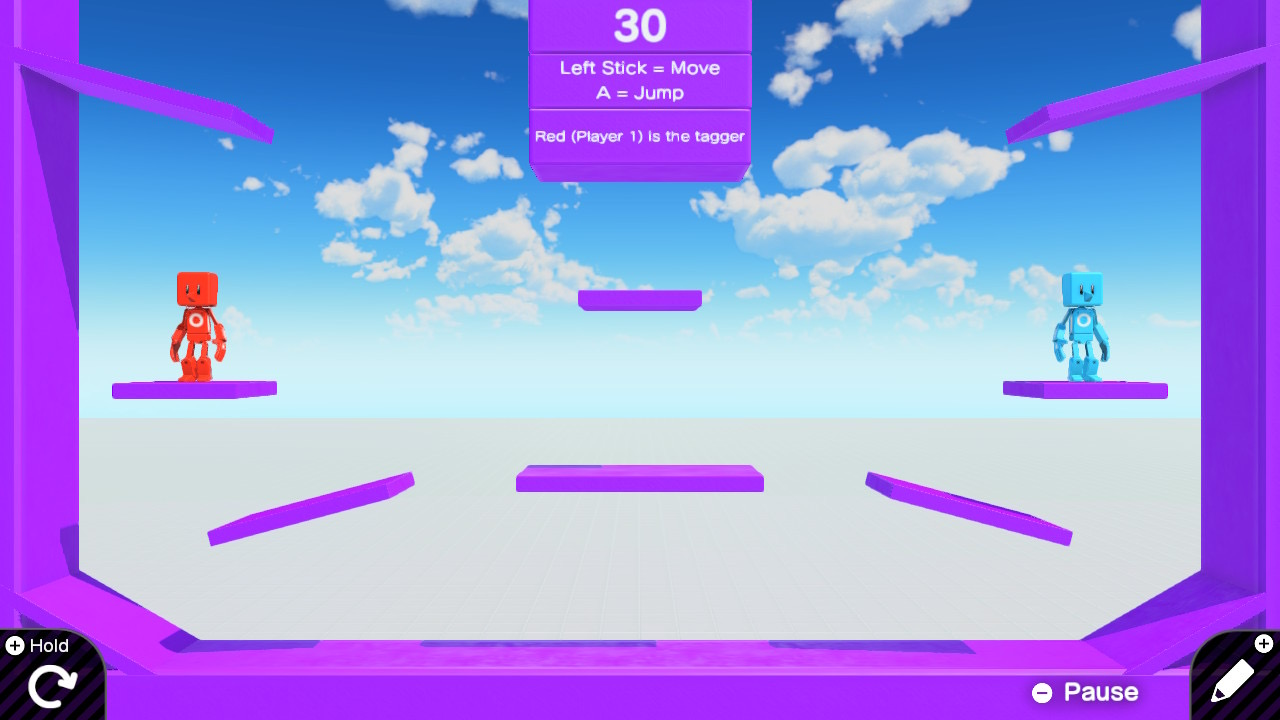 30
Left Stick = Move
A = Jump
Red (Player 1) is the tagger
Hold
Pause